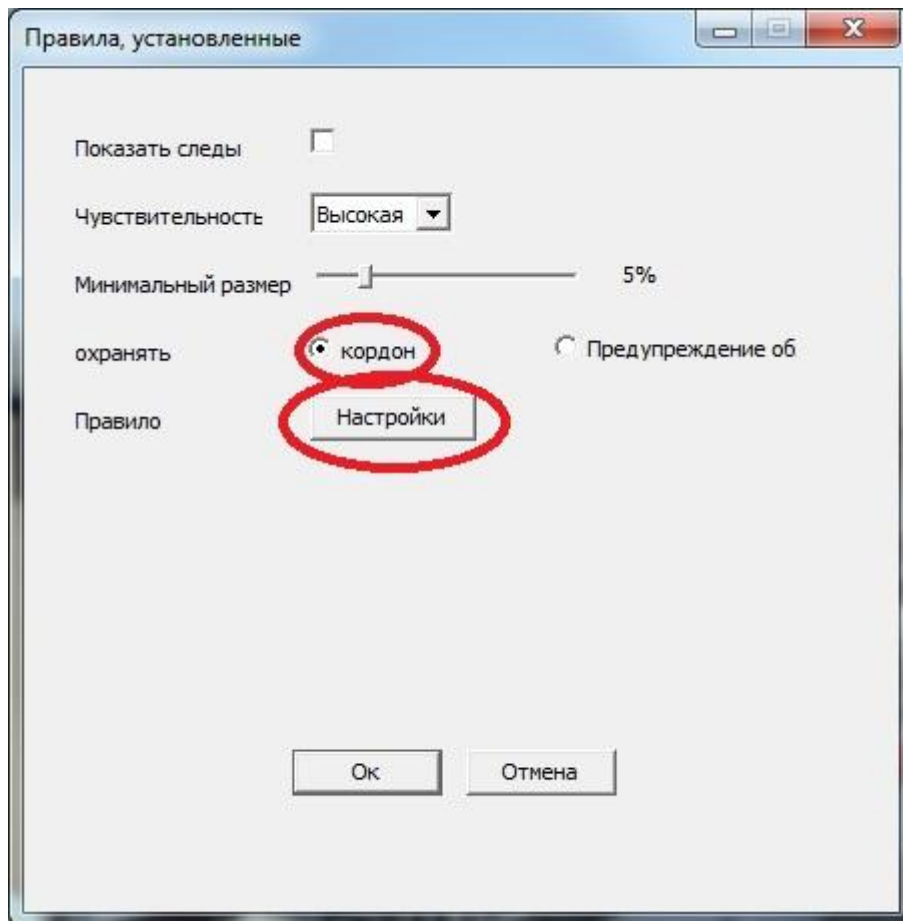 Правила, установленные
Показать следы
Чувствительность Высокая
Минимальный размер 5%
охранять кордон Предупреждение об
Правило Настройки
Ок Отмена